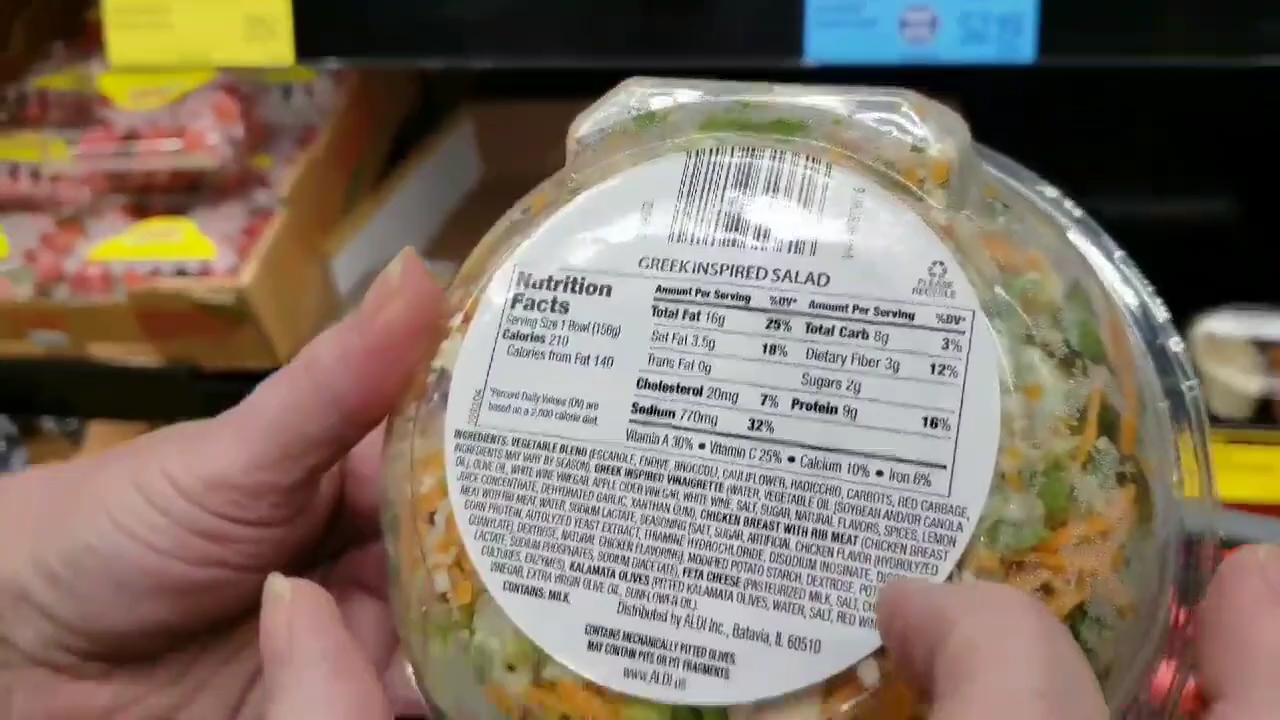 GREEK INSPIRED SALAD
PLEASE
RECYCLE
Nutrition
Facts
Serving Size 1 Bowl (156g)
Calories 210
Calories from Fat 140
*Percent Daily Values (DV) are
based on a 2,000 calorie diet.
Amount Per Serving %DV* Amount Per Serving %DV*
Total Fat 16g 25% Total Carb 8g 3%
Sat Fat 3.5g 18% Dietary Fiber 3g 12%
Trans Fat 0g Sugars 2g
Cholesterol 20mg 7% Protein 9g 16%
Sodium 770mg 32%
Vitamin A 30% • Vitamin C 25% • Calcium 10% • Iron 6%
INGREDIENTS: VEGETABLE BLEND (ESCAROLE, ENDIVE, BROCCOLI, CAULIFLOWER, RADICCHIO, CARROTS, RED CABBAGE,
INGREDIENTS MAY VARY BY SEASON), GREEK INSPIRED VINAIGRETTE (WATER, VEGETABLE OIL [SOYBEAN AND/OR CANOLA
OIL], OLIVE OIL, WHITE WINE VINEGAR, APPLE CIDER VINEGAR, WHITE WINE, SALT, SUGAR, NATURAL FLAVORS, SPICES, LEMON
JUICE CONCENTRATE, DEHYDRATED GARLIC, XANTHAN GUM), CHICKEN BREAST WITH RIB MEAT (CHICKEN BREAST
MEAT WITH RIB MEAT, WATER, SODIUM LACTATE, SEASONING [SALT, SUGAR, ARTIFICIAL CHICKEN FLAVOR (HYDROLYZED
CORN PROTEIN, AUTOLYZED YEAST EXTRACT, THIAMINE HYDROCHLORIDE, DISODIUM INOSINATE,
GUANYLATE), DEXTROSE, NATURAL CHICKEN FLAVORING], MODIFIED POTATO STARCH, DEXTROSE,
LACTATE, SODIUM PHOSPHATES, SODIUM DIACETATE), FETA CHEESE (PASTEURIZED MILK, SALT,
CULTURES, ENZYMES), KALAMATA OLIVES (PITTED KALAMATA OLIVES, WATER, SALT, RED
VINEGAR, EXTRA VIRGIN OLIVE OIL, SUNFLOWER OIL).
CONTAINS: MILK.
Distributed by ALDI Inc., Batavia, IL 60510
CONTAINS MECHANICALLY PITTED OLIVES.
MAY CONTAIN PITS OR PIT FRAGMENTS.
www.ALDI.us